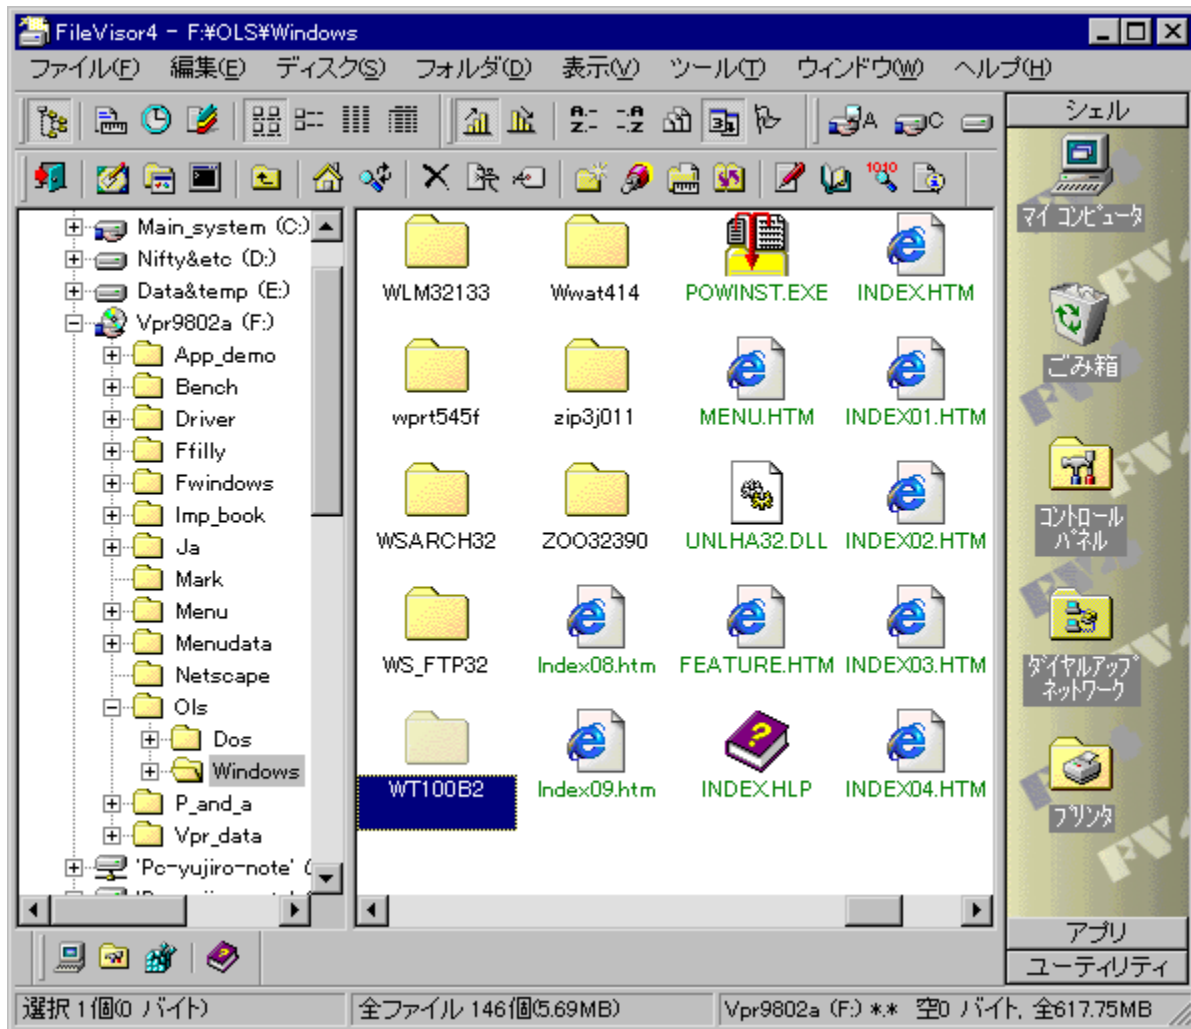 FileVisor4 - F:¥OLS¥Windows
ファイル(F) 編集(E) ディスク(S) フォルダ(D) 表示(V) ツール(T) ウィンドウ(W) ヘルプ(H)
A C
シェル
1010
Main_system (C:)
Nifty&etc (D:)
Data&temp (E:)
Vpr9802a (F:)
App_demo
Bench
Driver
Ffilly
Fwindows
Imp_book
Ja
Mark
Menu
Menudata
Netscape
Ols
Dos
Windows
P_and_a
Vpr_data
'Pc-yujiro-note' (
WLM32133 Wwat414 POWINST.EXE INDEX.HTM
wprt545f zip3j011 MENU.HTM INDEX01.HTM
WSARCH32 ZOO32390 UNLHA32.DLL INDEX02.HTM
WS_FTP32 Index08.htm FEATURE.HTM INDEX03.HTM
WT100B2 Index09.htm INDEX.HLP INDEX04.HTM
マイ コンピュータ
ごみ箱
コントロール
パネル
ダイヤルアップ
ネットワーク
プリンタ
アプリ
ユーティリティ
選択 1個(0 バイト) 全ファイル 146個(5.69MB) Vpr9802a (F:) *.* 空0 バイト, 全617.75MB